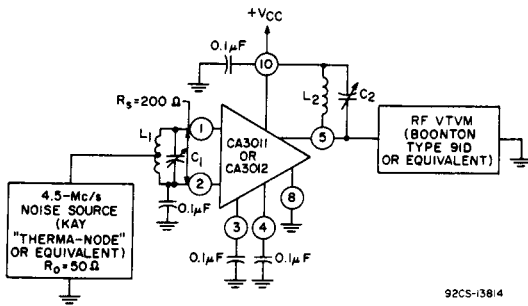 +VCC
0.1µF
10
RS=200 Ω
L1
C1
1
2
CA3011
OR
CA3012
L2
C2
5
8
RF VTVM
(BOONTON
TYPE 91D
OR EQUIVALENT)
0.1µF
3
4
0.1µF
0.1µF
4.5-Mc/s
NOISE SOURCE
(KAY
"THERMA-NODE"
OR EQUIVALENT)
RO=50Ω
92CS-13814